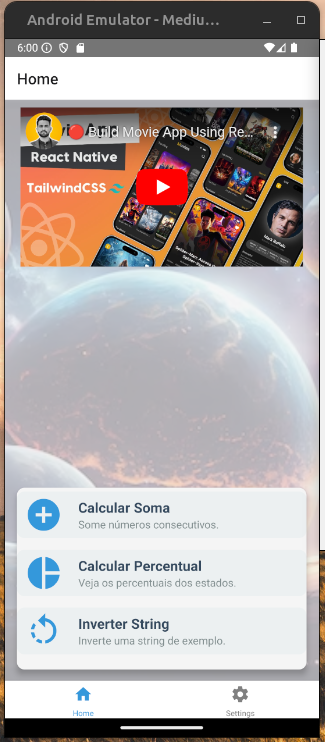 Android Emulator - Mediu...
6:00
Home
Build Movie App Using Re...
React Native
TailwindCSS
Calcular Soma
Some números consecutivos.
Calcular Percentual
Veja os percentuais dos estados.
Inverter String
Inverte uma string de exemplo.
Home
Settings